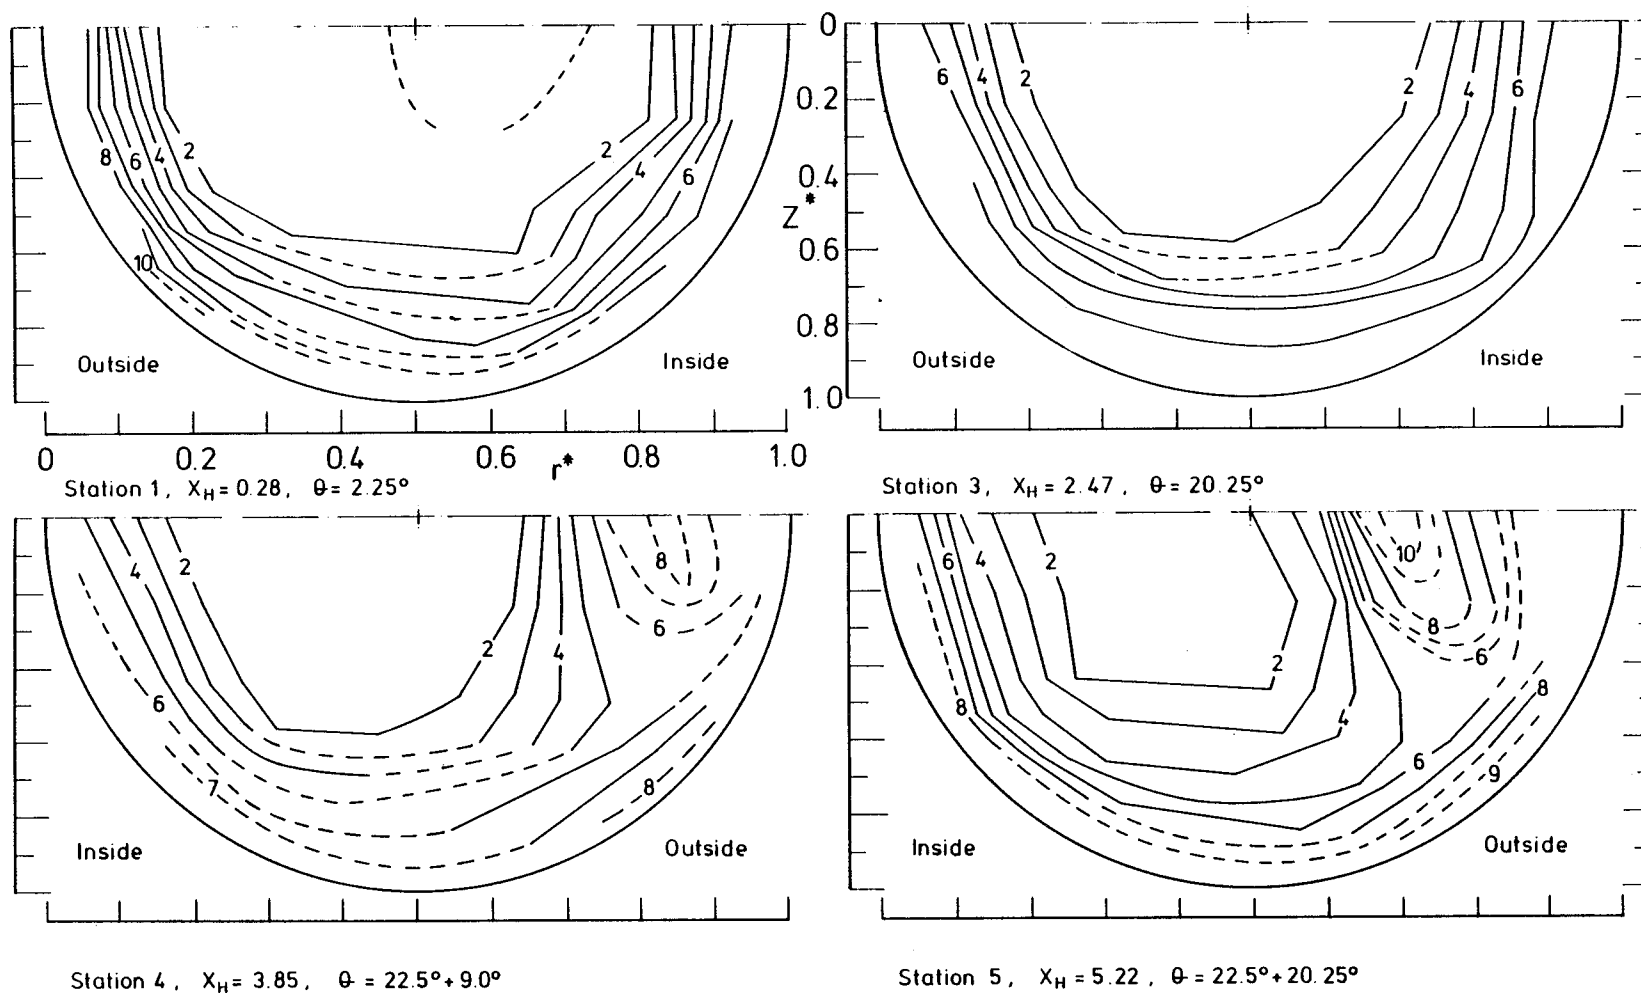 0
0.2
0.4
Z*
0.6
0.8
1.0
8 6 4 2
2 4 6
10
Outside
Inside
0 0.2 0.4 0.6 r* 0.8 1.0
Station 1, X_H = 0.28, θ = 2.25°
6 4 2
2 4 6
Outside
Inside
Station 3, X_H = 2.47, θ = 20.25°
4 2
2 4
8
6
6
7
8
Inside
Outside
Station 4, X_H = 3.85, θ = 22.5° + 9.0°
6 4 2
10
8
6
2
4
8
6
8
9
Inside
Outside
Station 5, X_H = 5.22, θ = 22.5° + 20.25°